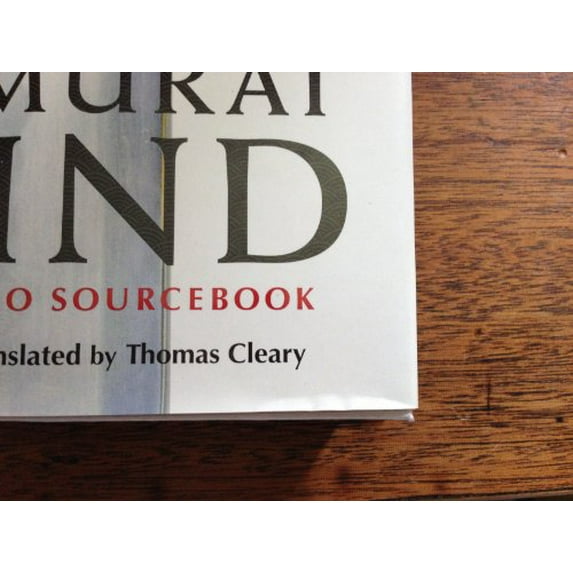 MURAI
IND
O SOURCEBOOK
nslated by Thomas Cleary